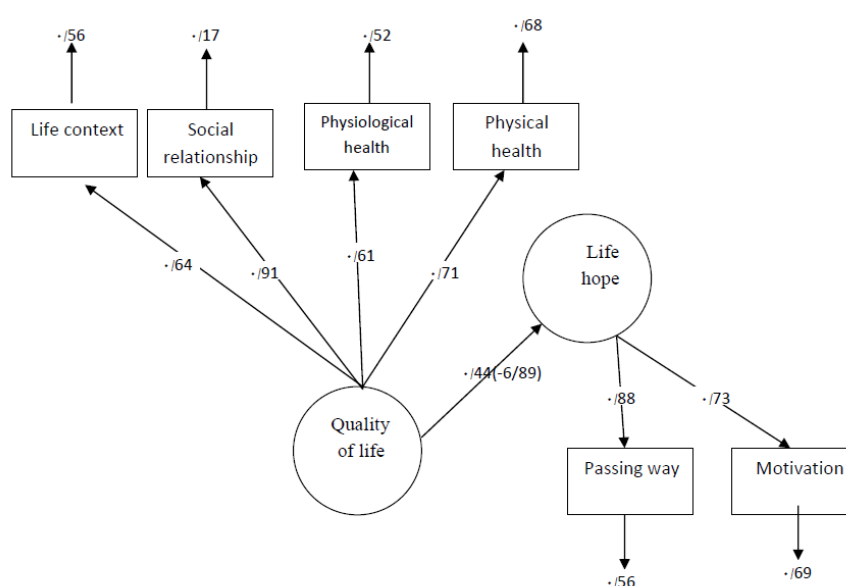 ·/56
·/17
·/52
·/68
Life context
Social
relationship
Physiological
health
Physical
health
·/64
·/91
·/61
·/71
Life
hope
·/44(-6/89)
·/88
·/73
Quality
of life
Passing way
Motivation
·/56
·/69